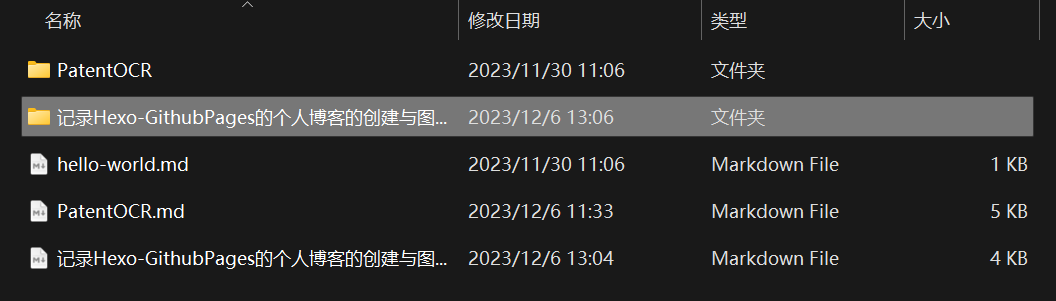 名称 修改日期 类型 大小
PatentOCR 2023/11/30 11:06 文件夹
记录Hexo-GithubPages的个人博客的创建与图... 2023/12/6 13:06 文件夹
hello-world.md 2023/11/30 11:06 Markdown File 1 KB
PatentOCR.md 2023/12/6 11:33 Markdown File 5 KB
记录Hexo-GithubPages的个人博客的创建与图... 2023/12/6 13:04 Markdown File 4 KB